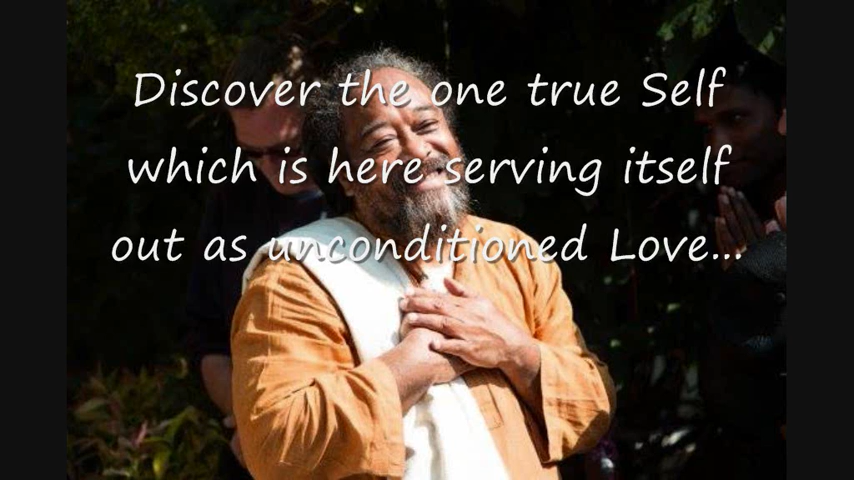 Discover the one true Self
which is here serving itself
out as unconditioned Love...